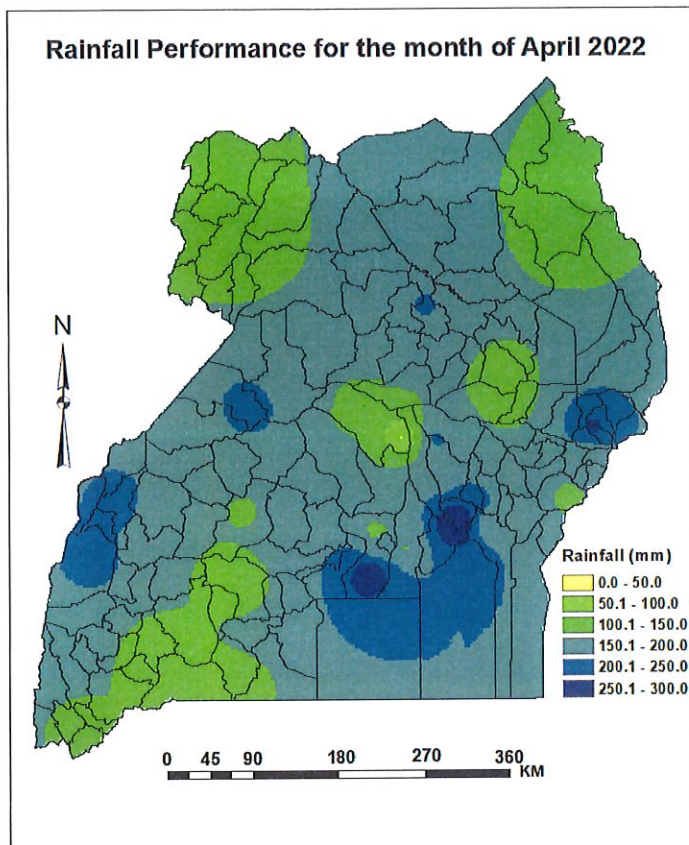 Rainfall Performance for the month of April 2022
N
Rainfall (mm)
0.0 - 50.0
50.1 - 100.0
100.1 - 150.0
150.1 - 200.0
200.1 - 250.0
250.1 - 300.0
0 45 90 180 270 360
KM